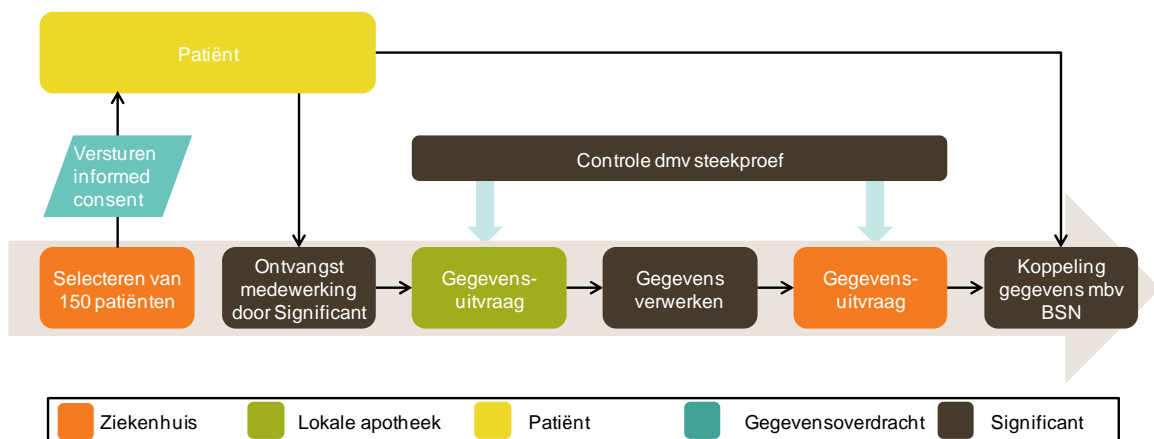 Patiënt
Versturen
informed
consent
Controle dmv steekproef
Selecteren van
150 patiënten
Ontvangst
medewerking
door Significant
Gegevens-
uitvraag
Gegevens
verwerken
Gegevens-
uitvraag
Koppeling
gegevens mbv
BSN
Ziekenhuis
Lokale apotheek
Patiënt
Gegevensoverdracht
Significant